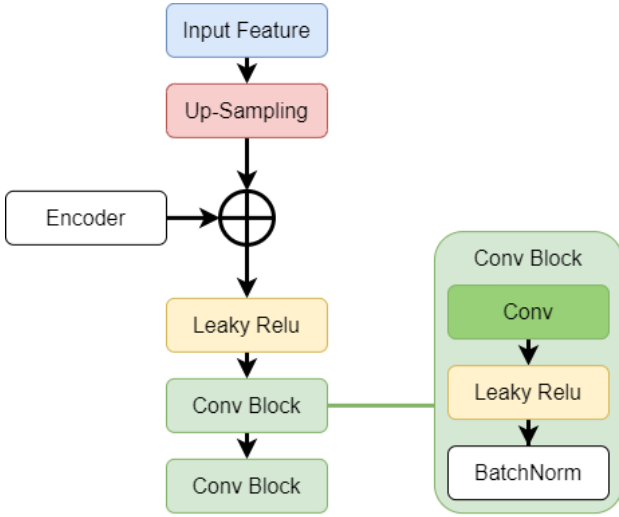 Input Feature
Up-Sampling
Encoder
Leaky Relu
Conv Block
Conv Block
Conv Block
Conv
Leaky Relu
BatchNorm